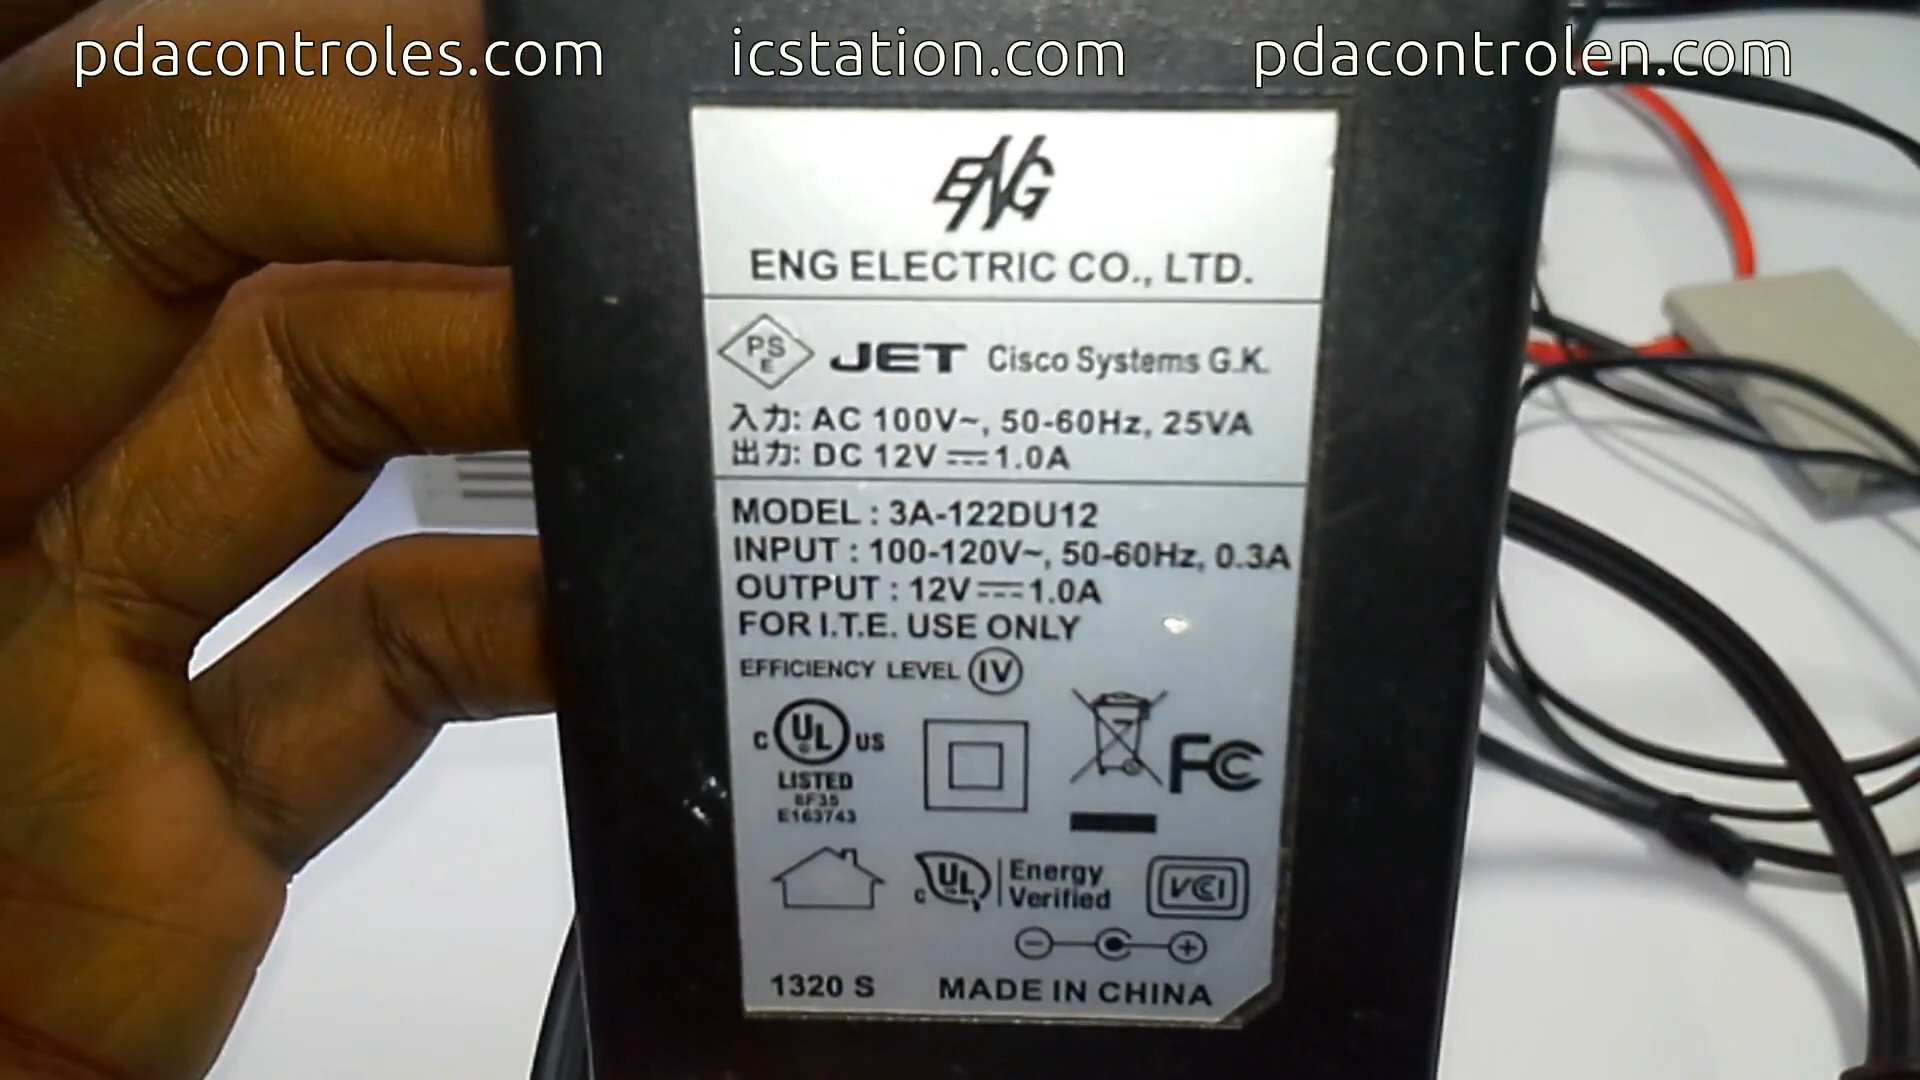 pdacontroles.com icstation.com pdacontrolen.com
ENG
ENG ELECTRIC CO., LTD.
PS E JET Cisco Systems G.K.
入力: AC 100V~, 50-60Hz, 25VA
出力: DC 12V⎓1.0A
MODEL : 3A-122DU12
INPUT : 100-120V~, 50-60Hz, 0.3A
OUTPUT : 12V⎓1.0A
FOR I.T.E. USE ONLY
EFFICIENCY LEVEL IV
C UL US
LISTED
8F35
E163743
FC
C UL Energy Verified
VCCI
1320 S MADE IN CHINA